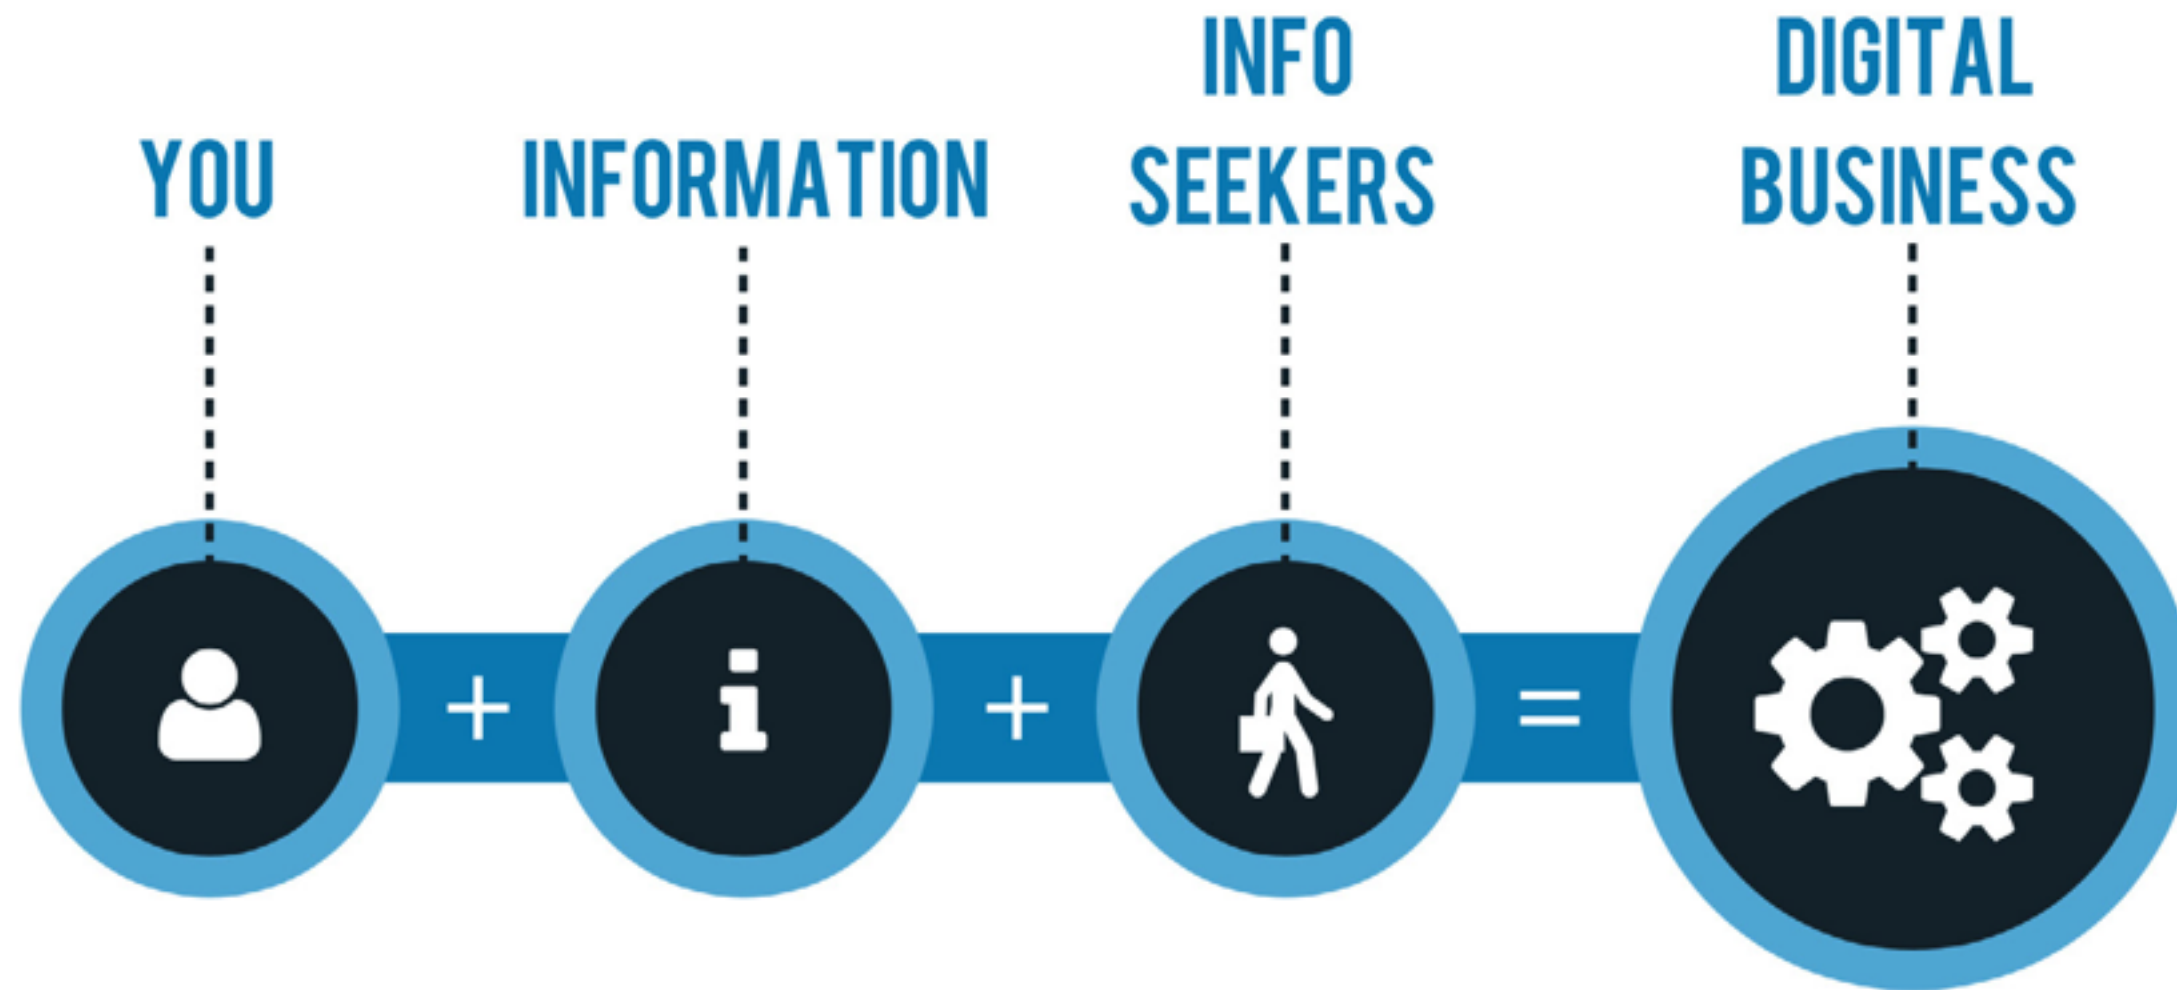 YOU
INFORMATION
INFO
SEEKERS
DIGITAL
BUSINESS
+
i
+
=